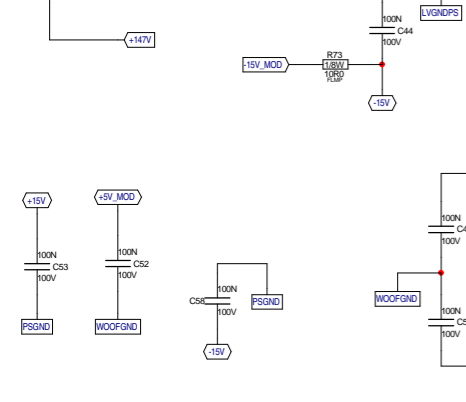 LVGNDPS
100N
C44
100V
+147V
-15V_MOD
R73
1/8W
10R0
FLMP
-15V
+15V
+5V_MOD
100N
C53
100V
100N
C52
100V
PSGND
WOOFGND
100N
C58
100V
PSGND
-15V
100N
C4
100V
WOOFGND
100N
C5
100V